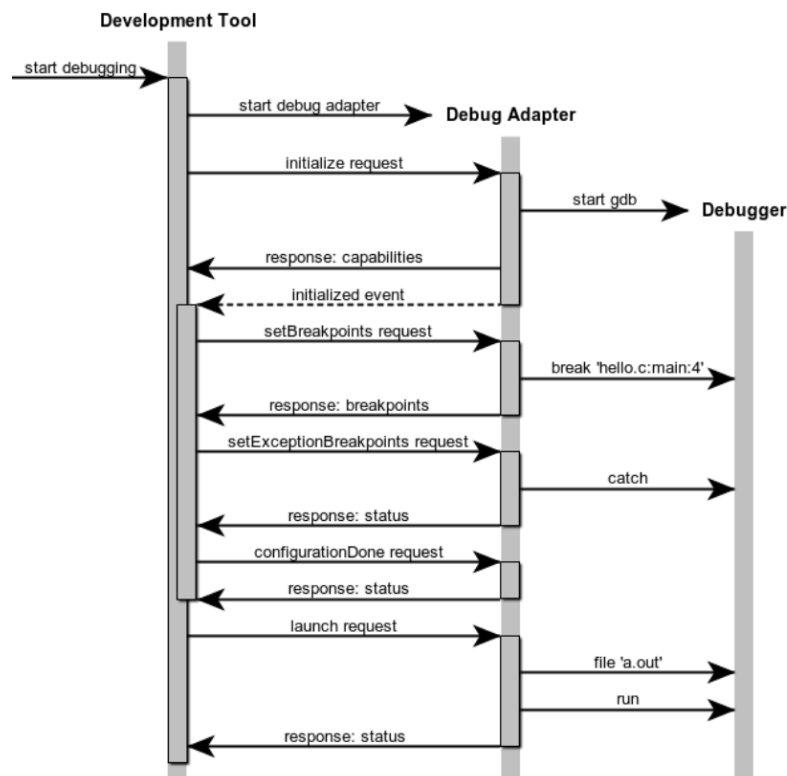 Development Tool
start debugging
start debug adapter
Debug Adapter
initialize request
start gdb
Debugger
response: capabilities
initialized event
setBreakpoints request
break 'hello.c:main:4'
response: breakpoints
setExceptionBreakpoints request
catch
response: status
configurationDone request
response: status
launch request
file 'a.out'
run
response: status